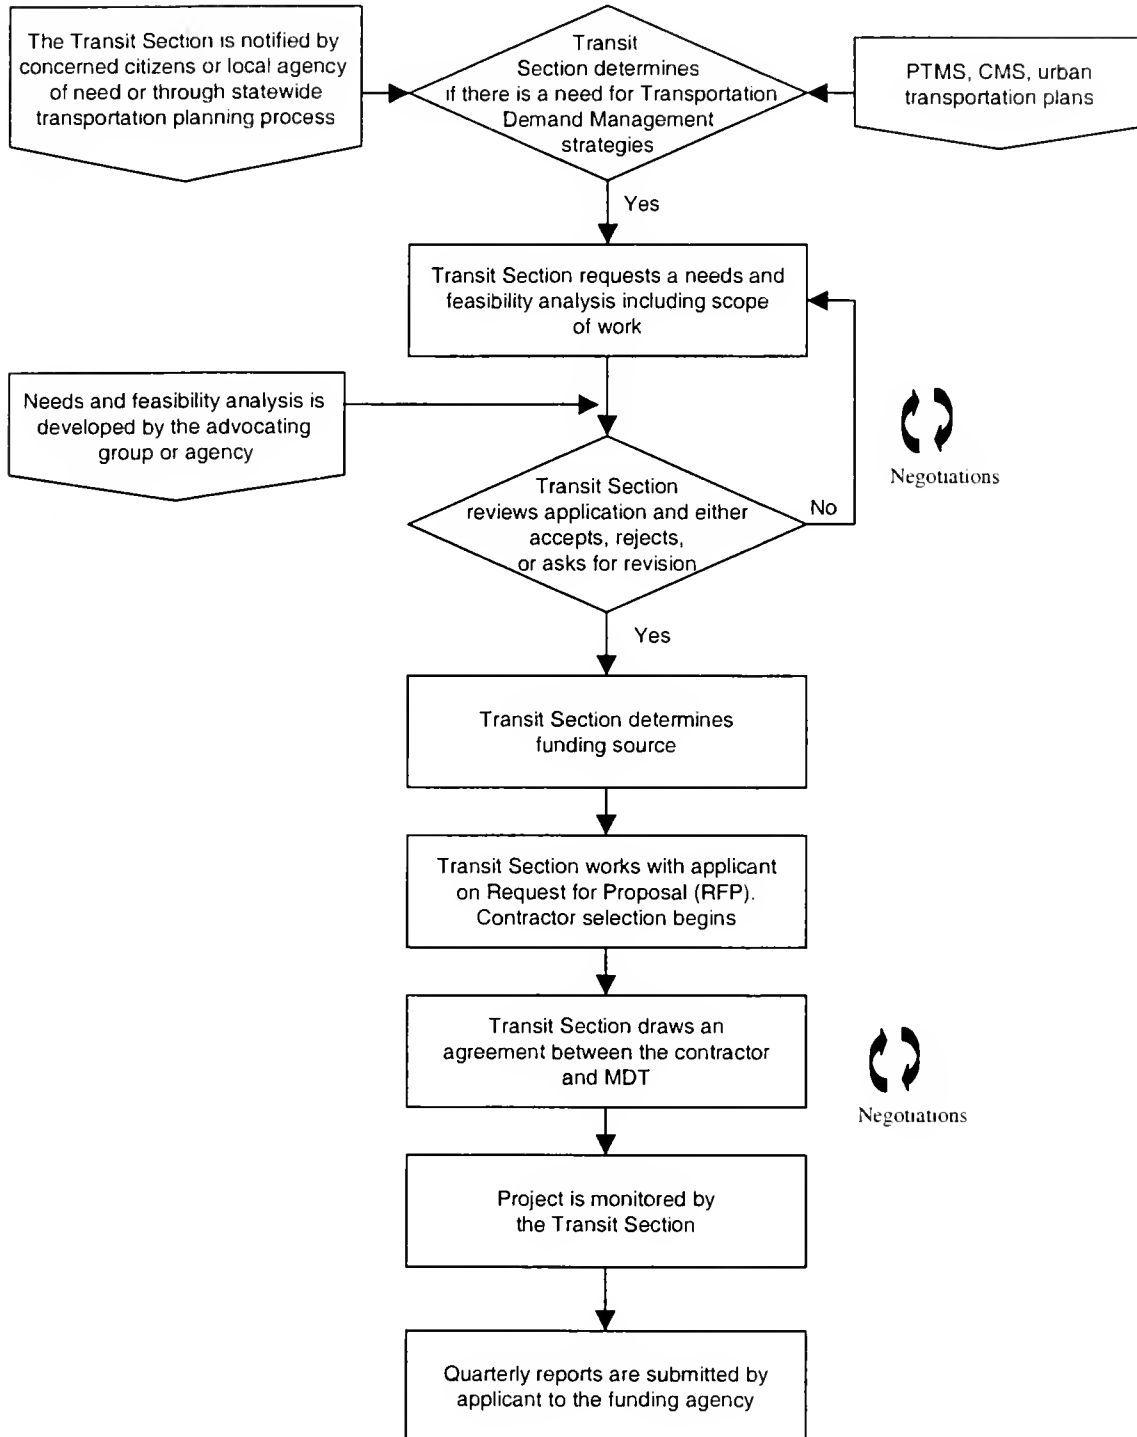 The Transit Section is notified by
concerned citizens or local agency
of need or through statewide
transportation planning process
Transit
Section determines
if there is a need for Transportation
Demand Management
strategies
PTMS, CMS, urban
transportation plans
Yes
Transit Section requests a needs and
feasibility analysis including scope
of work
Needs and feasibility analysis is
developed by the advocating
group or agency
Negotiations
Transit Section
reviews application and either
accepts, rejects,
or asks for revision
No
Yes
Transit Section determines
funding source
Transit Section works with applicant
on Request for Proposal (RFP).
Contractor selection begins
Transit Section draws an
agreement between the contractor
and MDT
Negotiations
Project is monitored by
the Transit Section
Quarterly reports are submitted by
applicant to the funding agency